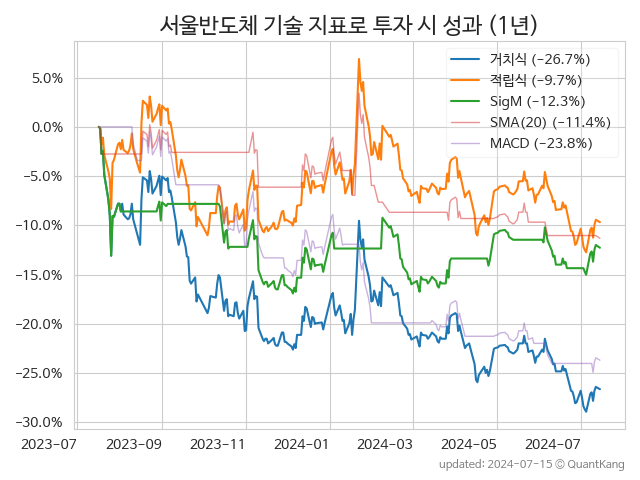 서울반도체 기술 지표로 투자 시 성과 (1년)
거치식 (−26.7%)
적립식 (−9.7%)
SigM (−12.3%)
SMA(20) (−11.4%)
MACD (−23.8%)
5.0%
0.0%
−5.0%
−10.0%
−15.0%
−20.0%
−25.0%
−30.0%
2023−07 2023−09 2023−11 2024−01 2024−03 2024−05 2024−07
updated: 2024−07−15 © QuantKang